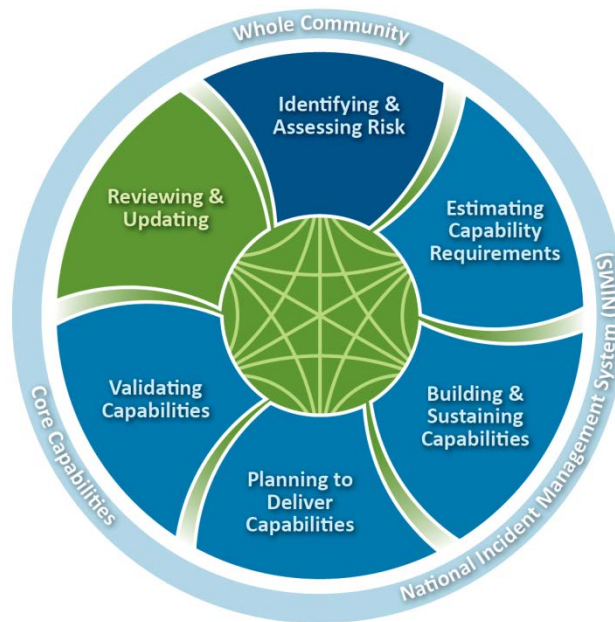 Whole Community
Identifying &
Assessing Risk
Estimating
Capability
Requirements
Building &
Sustaining
Capabilities
Planning to
Deliver
Capabilities
Validating
Capabilities
Reviewing &
Updating
National Incident Management System (NIMS)
Core Capabilities